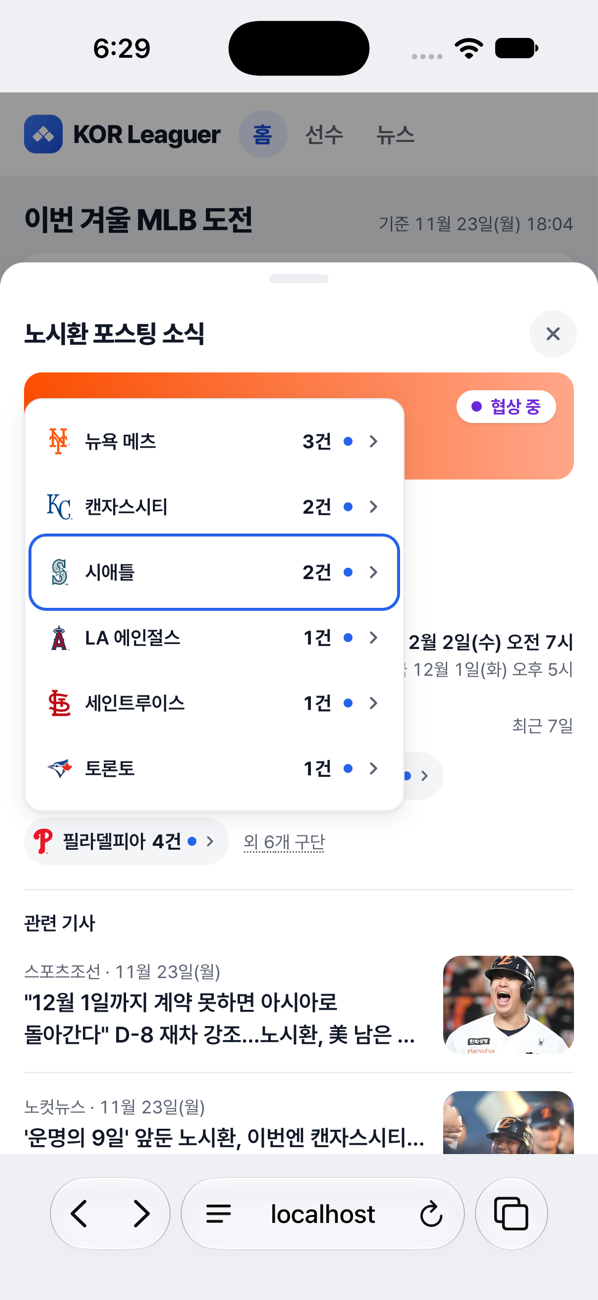 6:29
KOR Leaguer 홈 선수 뉴스
이번 겨울 MLB 도전 기준 11월 23일(월) 18:04
노시환 포스팅 소식
협상 중
뉴욕 메츠 3건
캔자스시티 2건
시애틀 2건
LA 에인절스 1건
2월 2일(수) 오전 7시
12월 1일(화) 오후 5시
세인트루이스 1건
최근 7일
토론토 1건
필라델피아 4건 외 6개 구단
관련 기사
스포츠조선 · 11월 23일(월)
"12월 1일까지 계약 못하면 아시아로
돌아간다" D-8 재차 강조...노시환, 美 남은 ...
노컷뉴스 · 11월 23일(월)
'운명의 9일' 앞둔 노시환, 이번엔 캔자스시티...
localhost